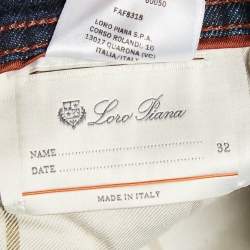 00050
FAF8318
LORO PIANA S.P.A.
CORSO ROLANDI, 10
13017 QUARONA (VC)
ITALIA/ITALY
Loro Piana
NAME 32
DATE
MADE IN ITALY